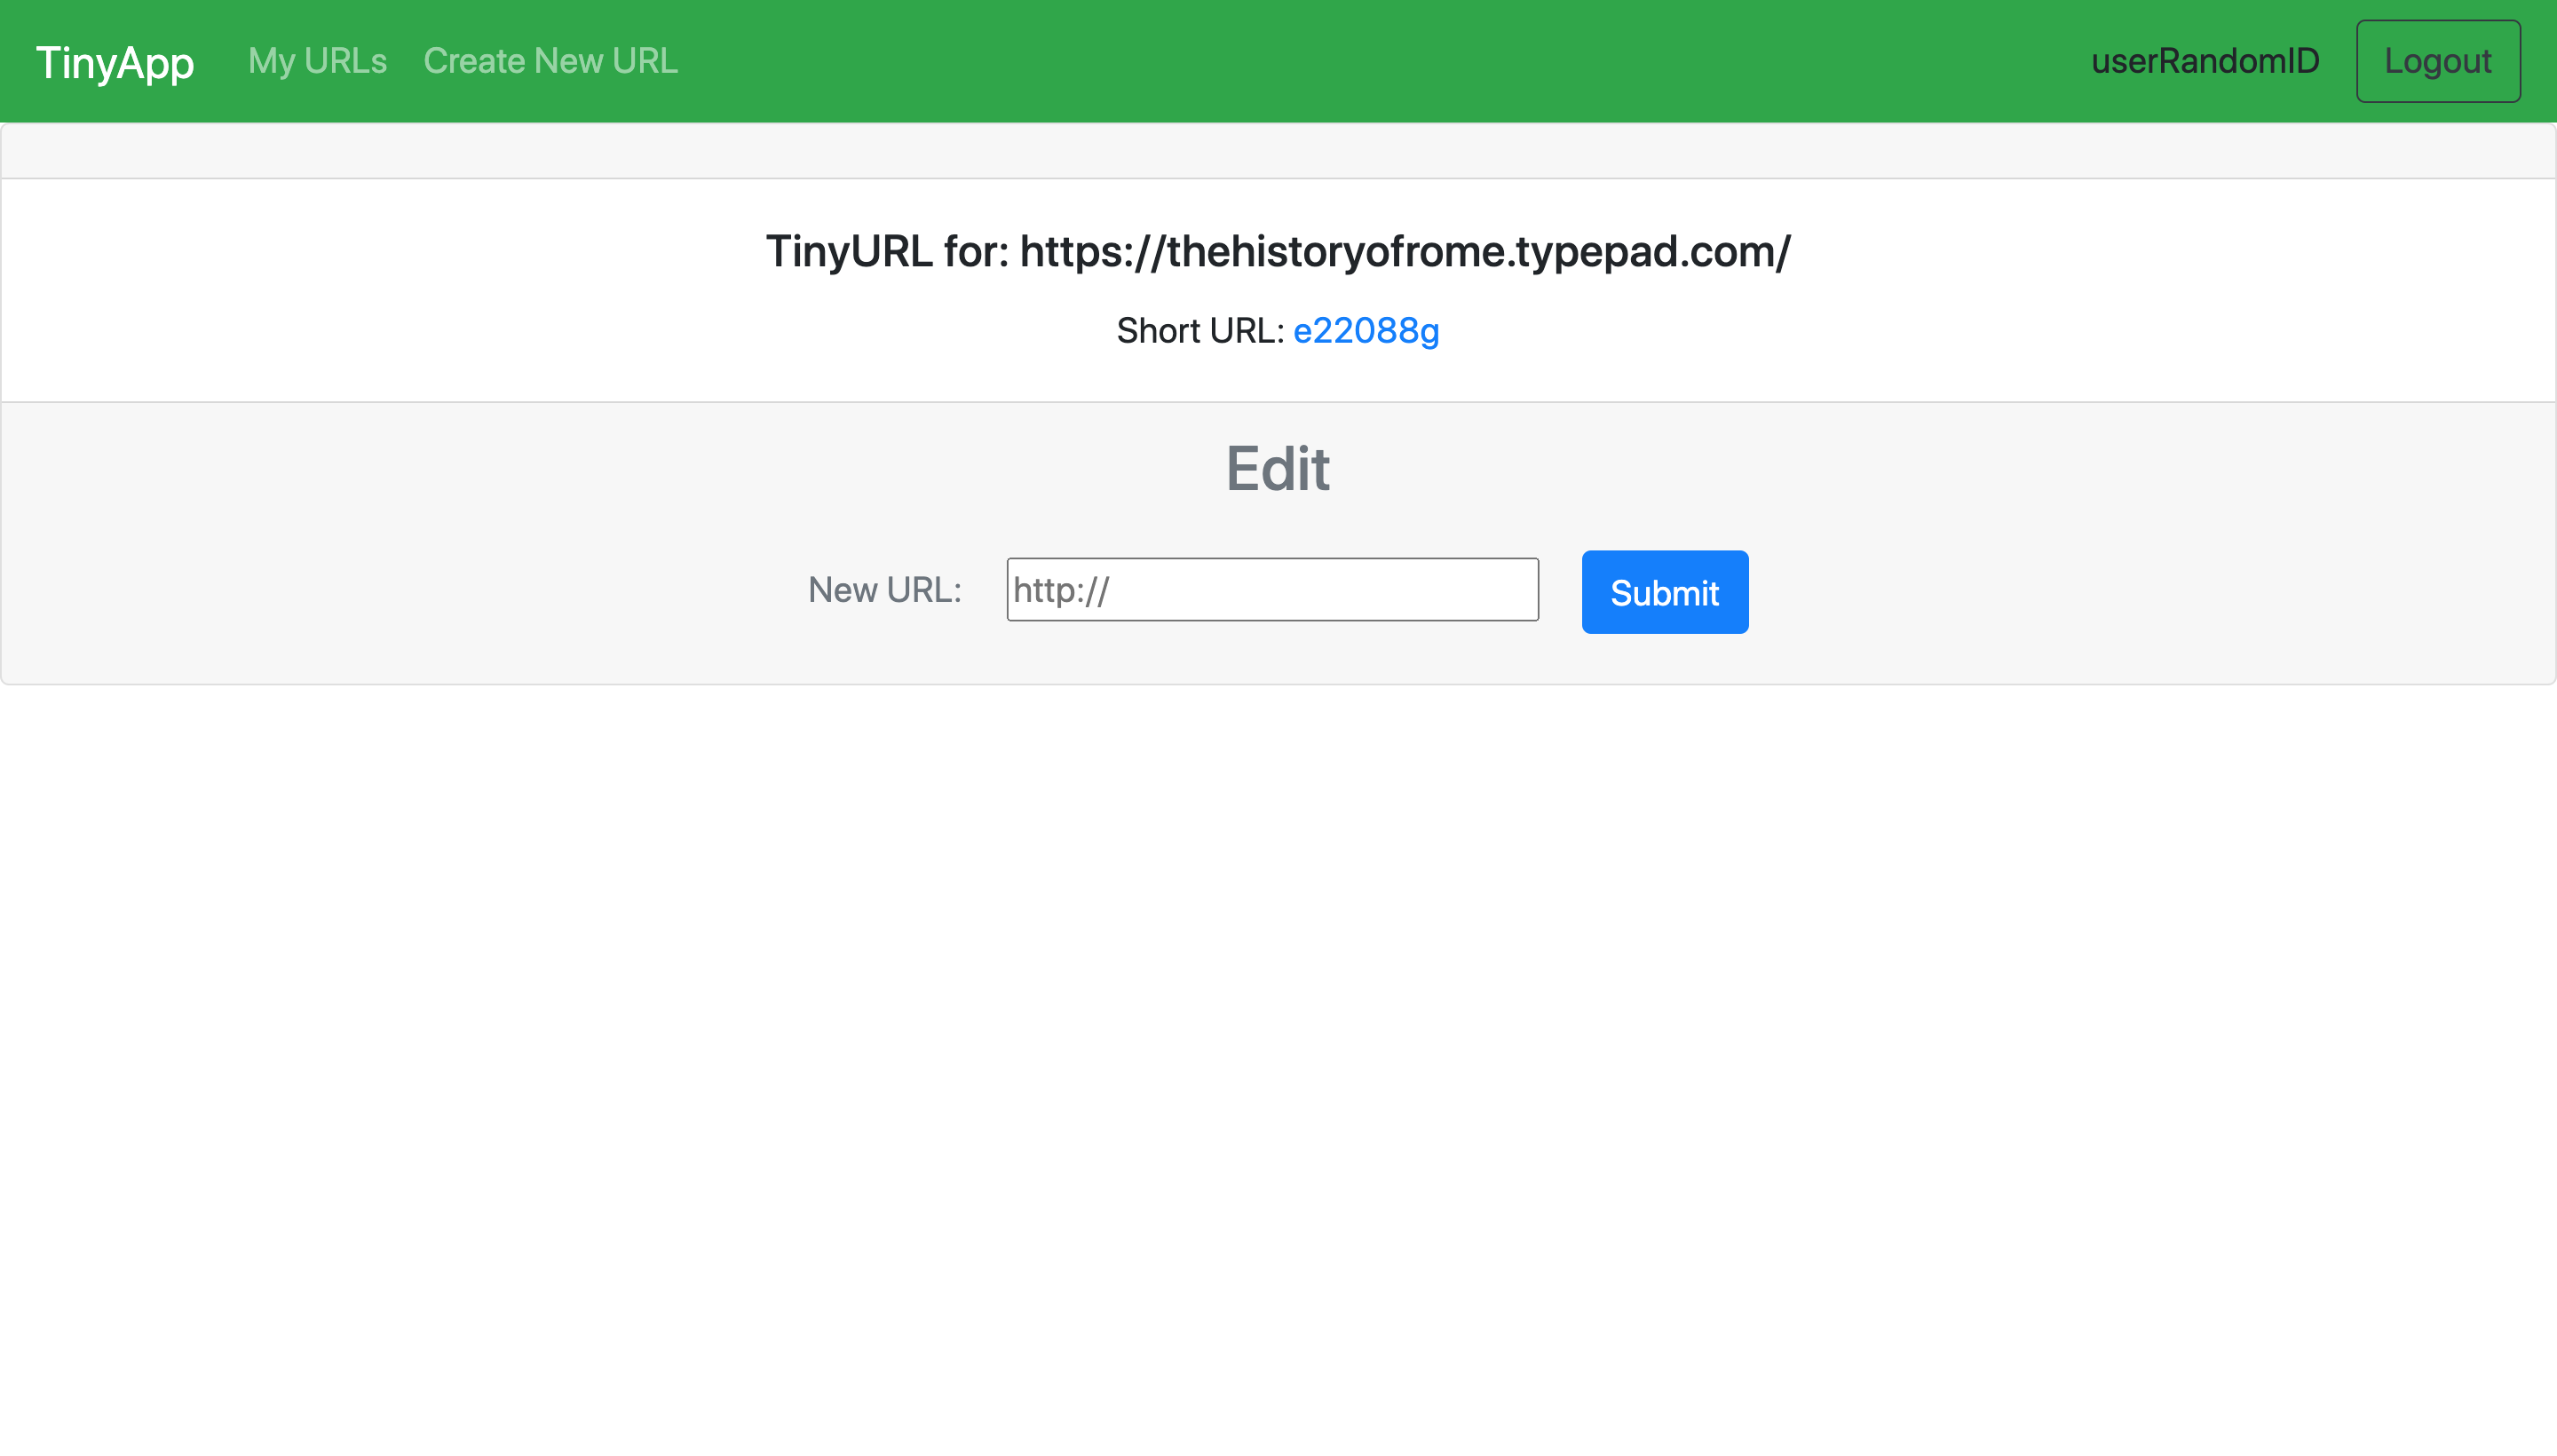 TinyApp My URLs Create New URL userRandomID Logout
TinyURL for: https://thehistoryofrome.typepad.com/
Short URL: e22088g
Edit
New URL: http:// Submit